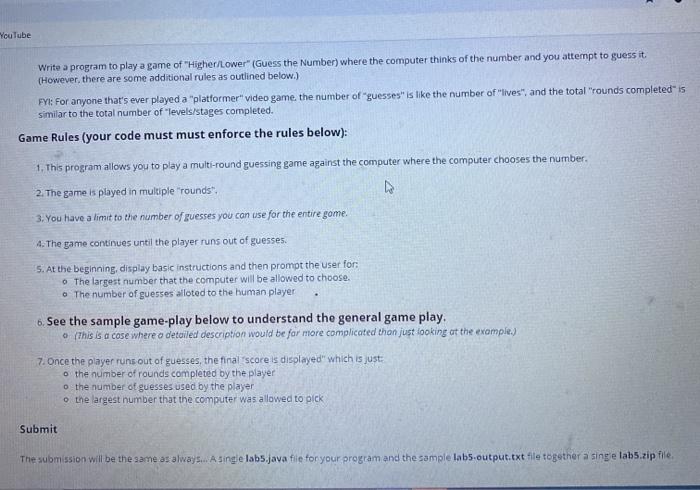 YouTube
Write a program to play a game of "Higher/Lower" (Guess the Number) where the computer thinks of the number and you attempt to guess it.
(However, there are some additional rules as outlined below.)
FYI: For anyone that's ever played a "platformer" video game, the number of "guesses" is like the number of "lives", and the total "rounds completed" is
similar to the total number of "levels/stages completed.
Game Rules (your code must must enforce the rules below):
1. This program allows you to play a multi-round guessing game against the computer where the computer chooses the number.
2. The game is played in multiple "rounds".
3. You have a limit to the number of guesses you can use for the entire game.
4. The game continues until the player runs out of guesses.
5. At the beginning, display basic instructions and then prompt the user for:
o The largest number that the computer will be allowed to choose.
o The number of guesses alloted to the human player
6. See the sample game-play below to understand the general game play.
o (This is a case where a detailed description would be far more complicated than just looking at the example.)
7. Once the player runs out of guesses, the final "score is displayed" which is just:
o the number of rounds completed by the player
o the number of guesses used by the player
o the largest number that the computer was allowed to pick
Submit
The submission will be the same as always... A single lab5.java file for your program and the sample lab5.output.txt file together a single lab5.zip file.